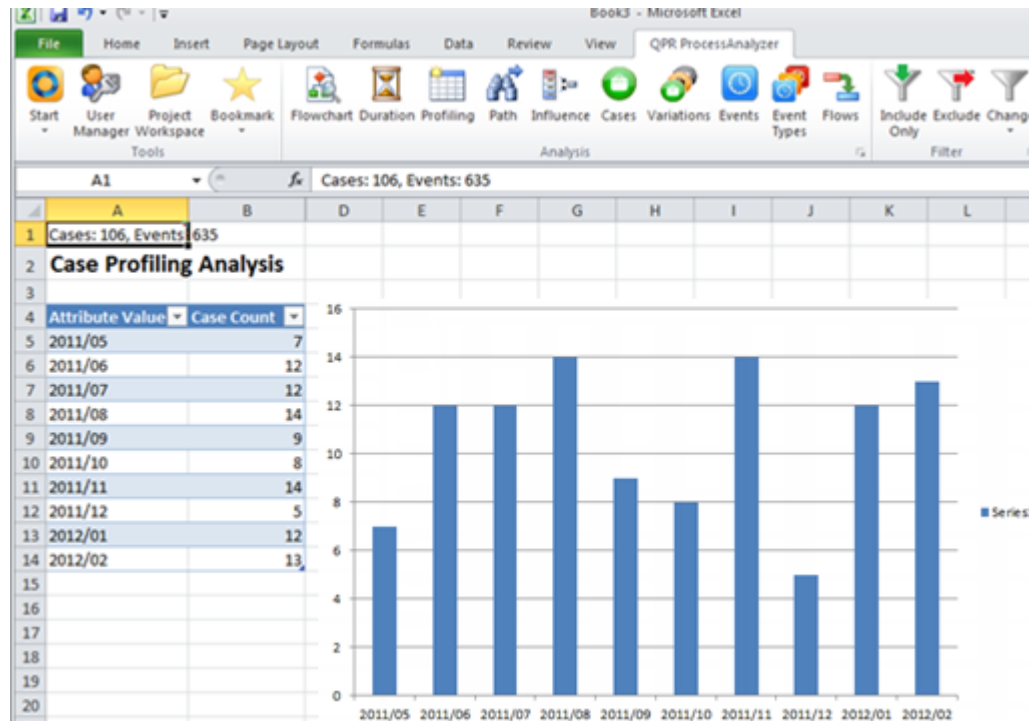 Book3 - Microsoft Excel
File Home Insert Page Layout Formulas Data Review View QPR ProcessAnalyzer
Start User Manager Project Workspace Bookmark Flowchart Duration Profiling Path Influence Cases Variations Events Event Types Flows Include Only Exclude Chang
Tools Analysis Filter
A1 fx Cases: 106, Events: 635
A B D E F G H I J K L
1 Cases: 106, Events: 635
2 Case Profiling Analysis
3
4 Attribute Value Case Count
5 2011/05 7
6 2011/06 12
7 2011/07 12
8 2011/08 14
9 2011/09 9
10 2011/10 8
11 2011/11 14
12 2011/12 5
13 2012/01 12
14 2012/02 13
15
16
17
18
19
20
16
14
12
10
8
6
4
2
0
2011/05 2011/06 2011/07 2011/08 2011/09 2011/10 2011/11 2011/12 2012/01 2012/02
Series